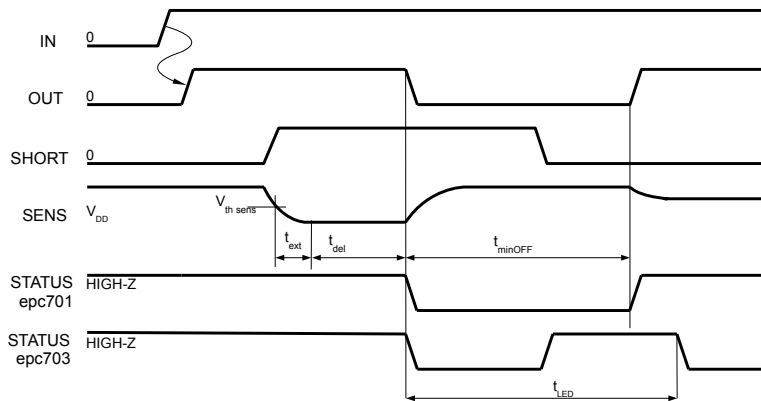 IN
0
OUT
0
SHORT
0
SENS
V_DD
V_th sens
t_ext
t_del
t_minOFF
STATUS
epc701
HIGH-Z
STATUS
epc703
HIGH-Z
t_LED